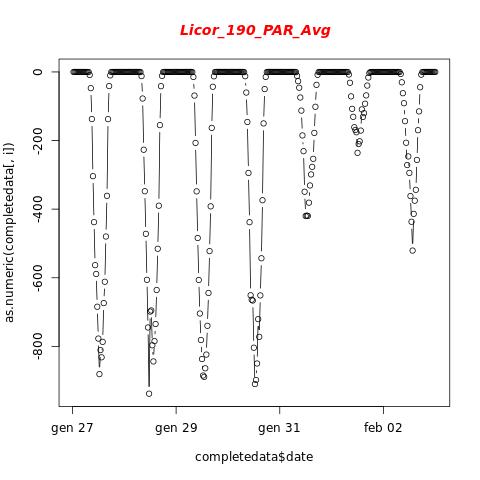 Licor_190_PAR_Avg
as.numeric(completedata[, i])
0
-200
-400
-600
-800
gen 27
gen 29
gen 31
feb 02
completedata$date